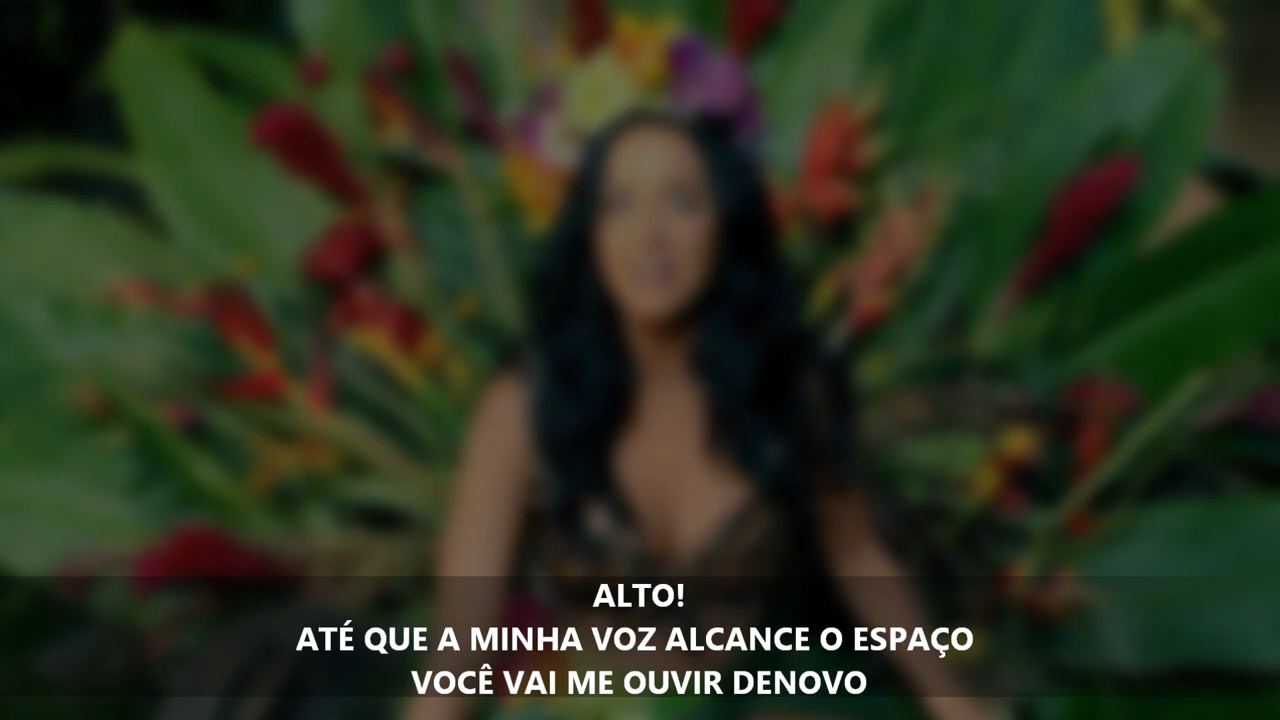 ALTO!
ATÉ QUE A MINHA VOZ ALCANCE O ESPAÇO
VOCÊ VAI ME OUVIR DENOVO